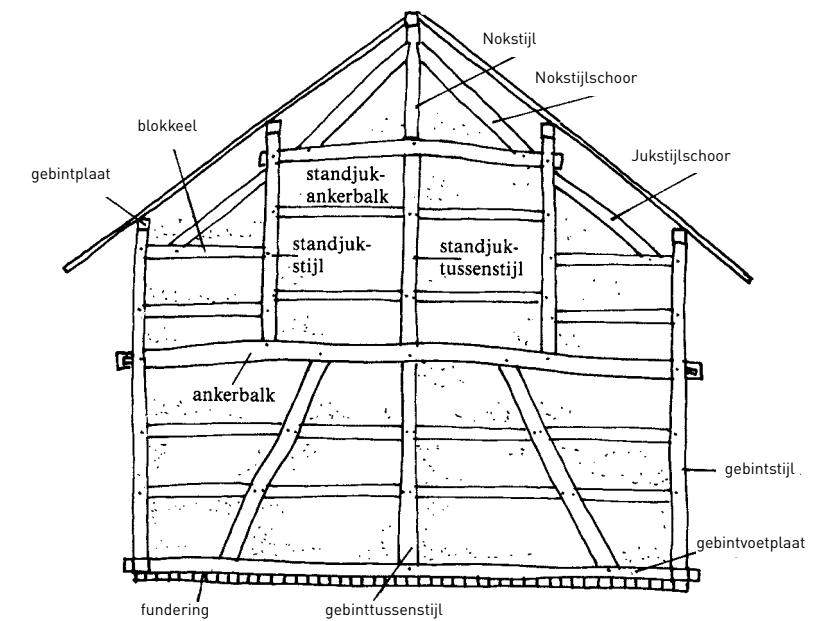 Nokstijl
Nokstijlschoor
blokkeel
Jukstijlschoor
gebintplaat
standjuk-
ankerbalk
standjuk-
stijl
standjuk-
tussenstijl
ankerbalk
gebintstijl
gebintvoetplaat
fundering
gebinttussenstijl